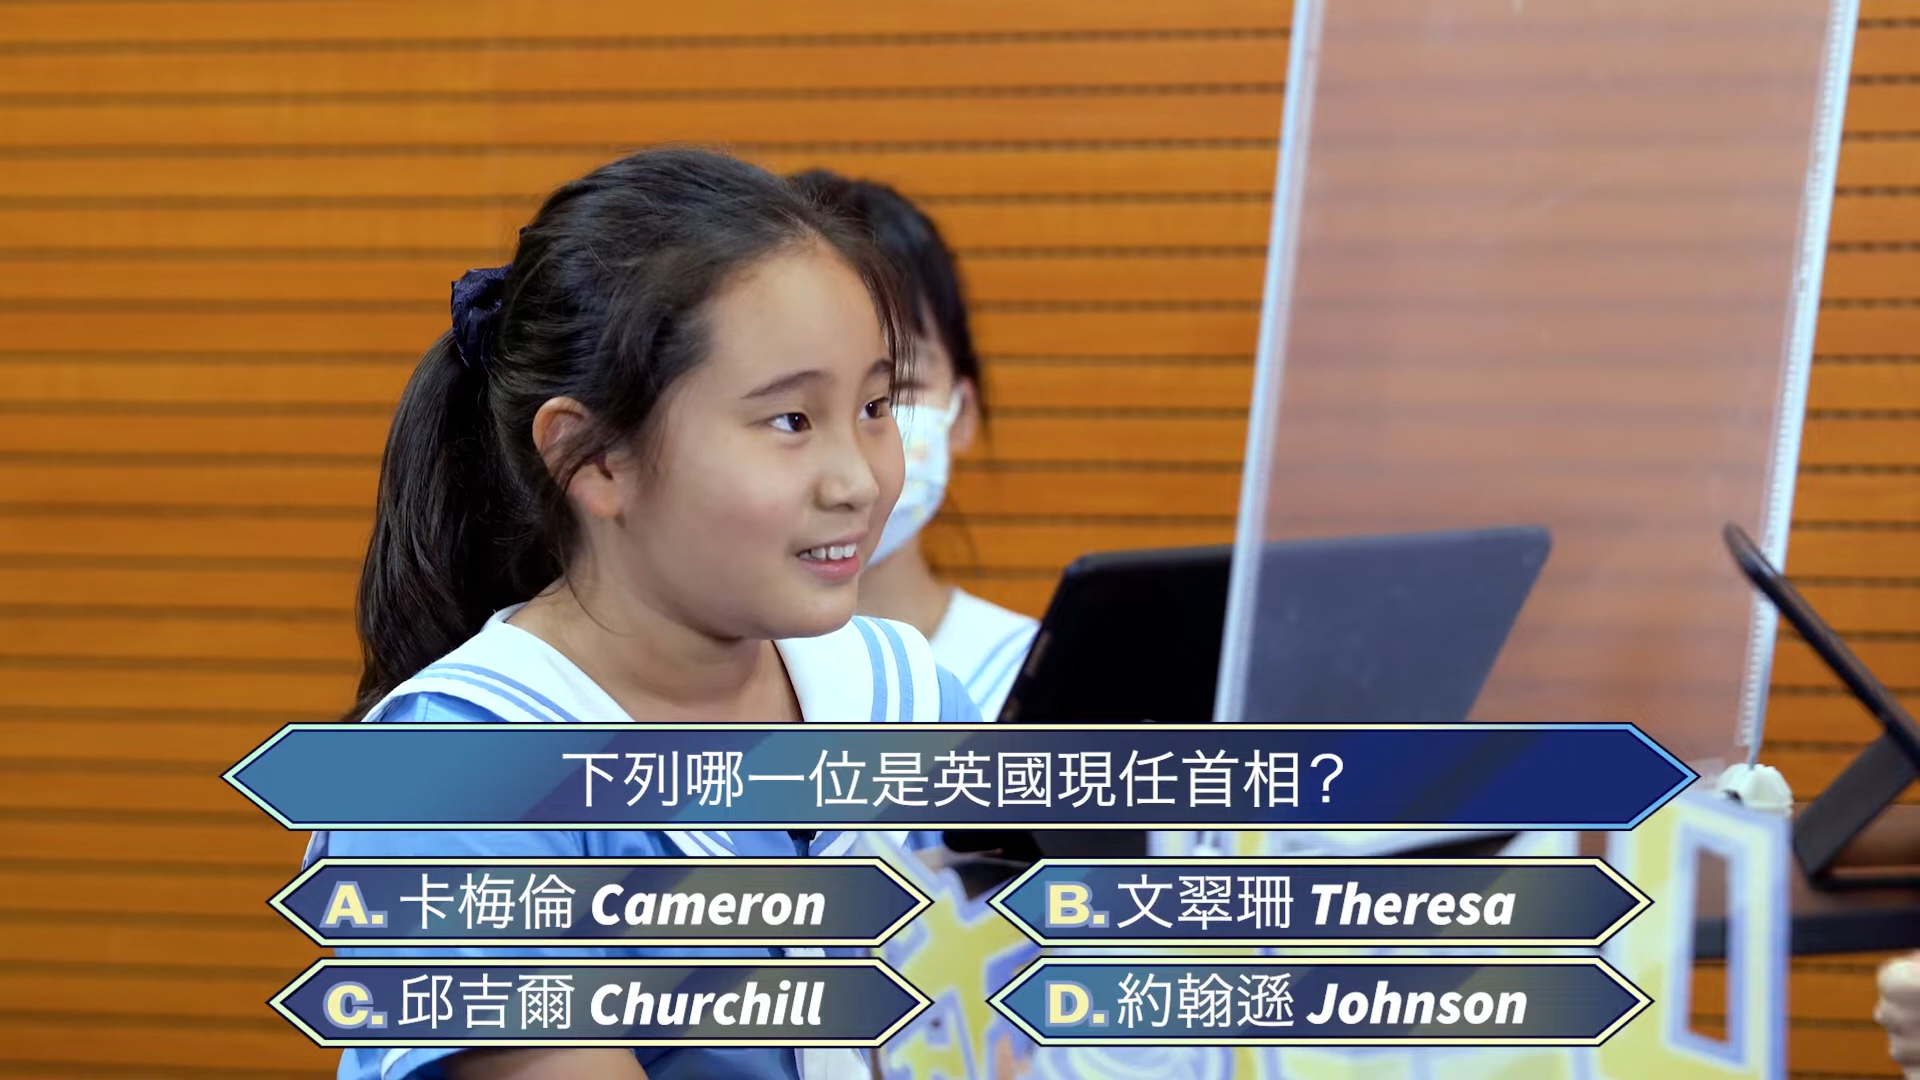 下列哪一位是英國現任首相？
A. 卡梅倫 Cameron
B. 文翠珊 Theresa
C. 邱吉爾 Churchill
D. 約翰遜 Johnson